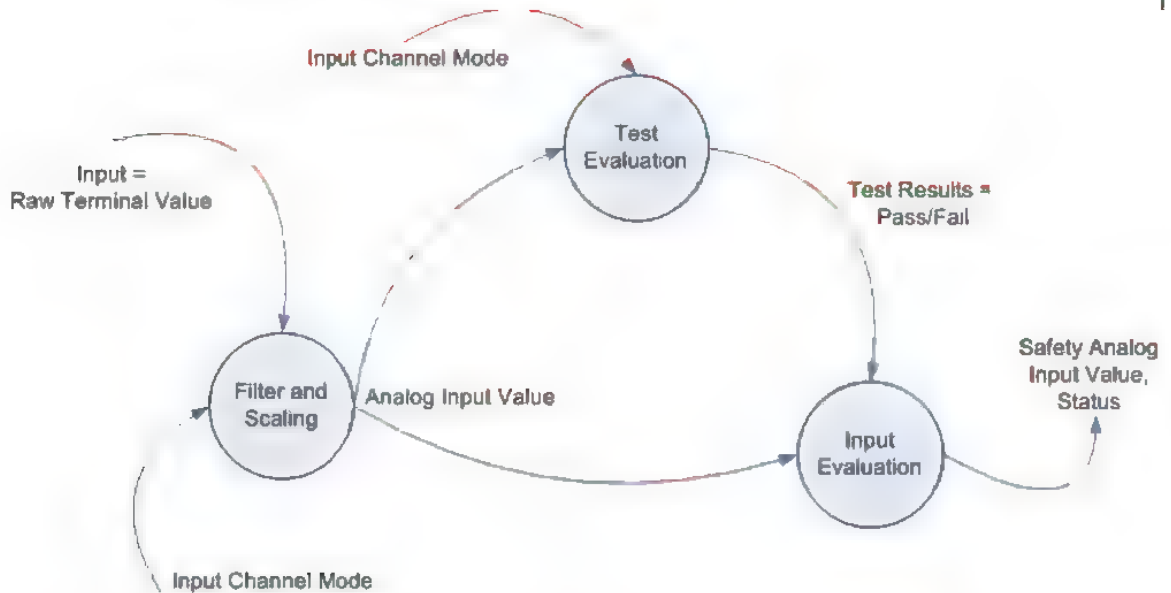 Input Channel Mode
Test
Evaluation
Input =
Raw Terminal Value
Test Results =
Pass/Fail
Safety Analog
Input Value,
Status
Filter and
Scaling
Analog Input Value
Input
Evaluation
Input Channel Mode